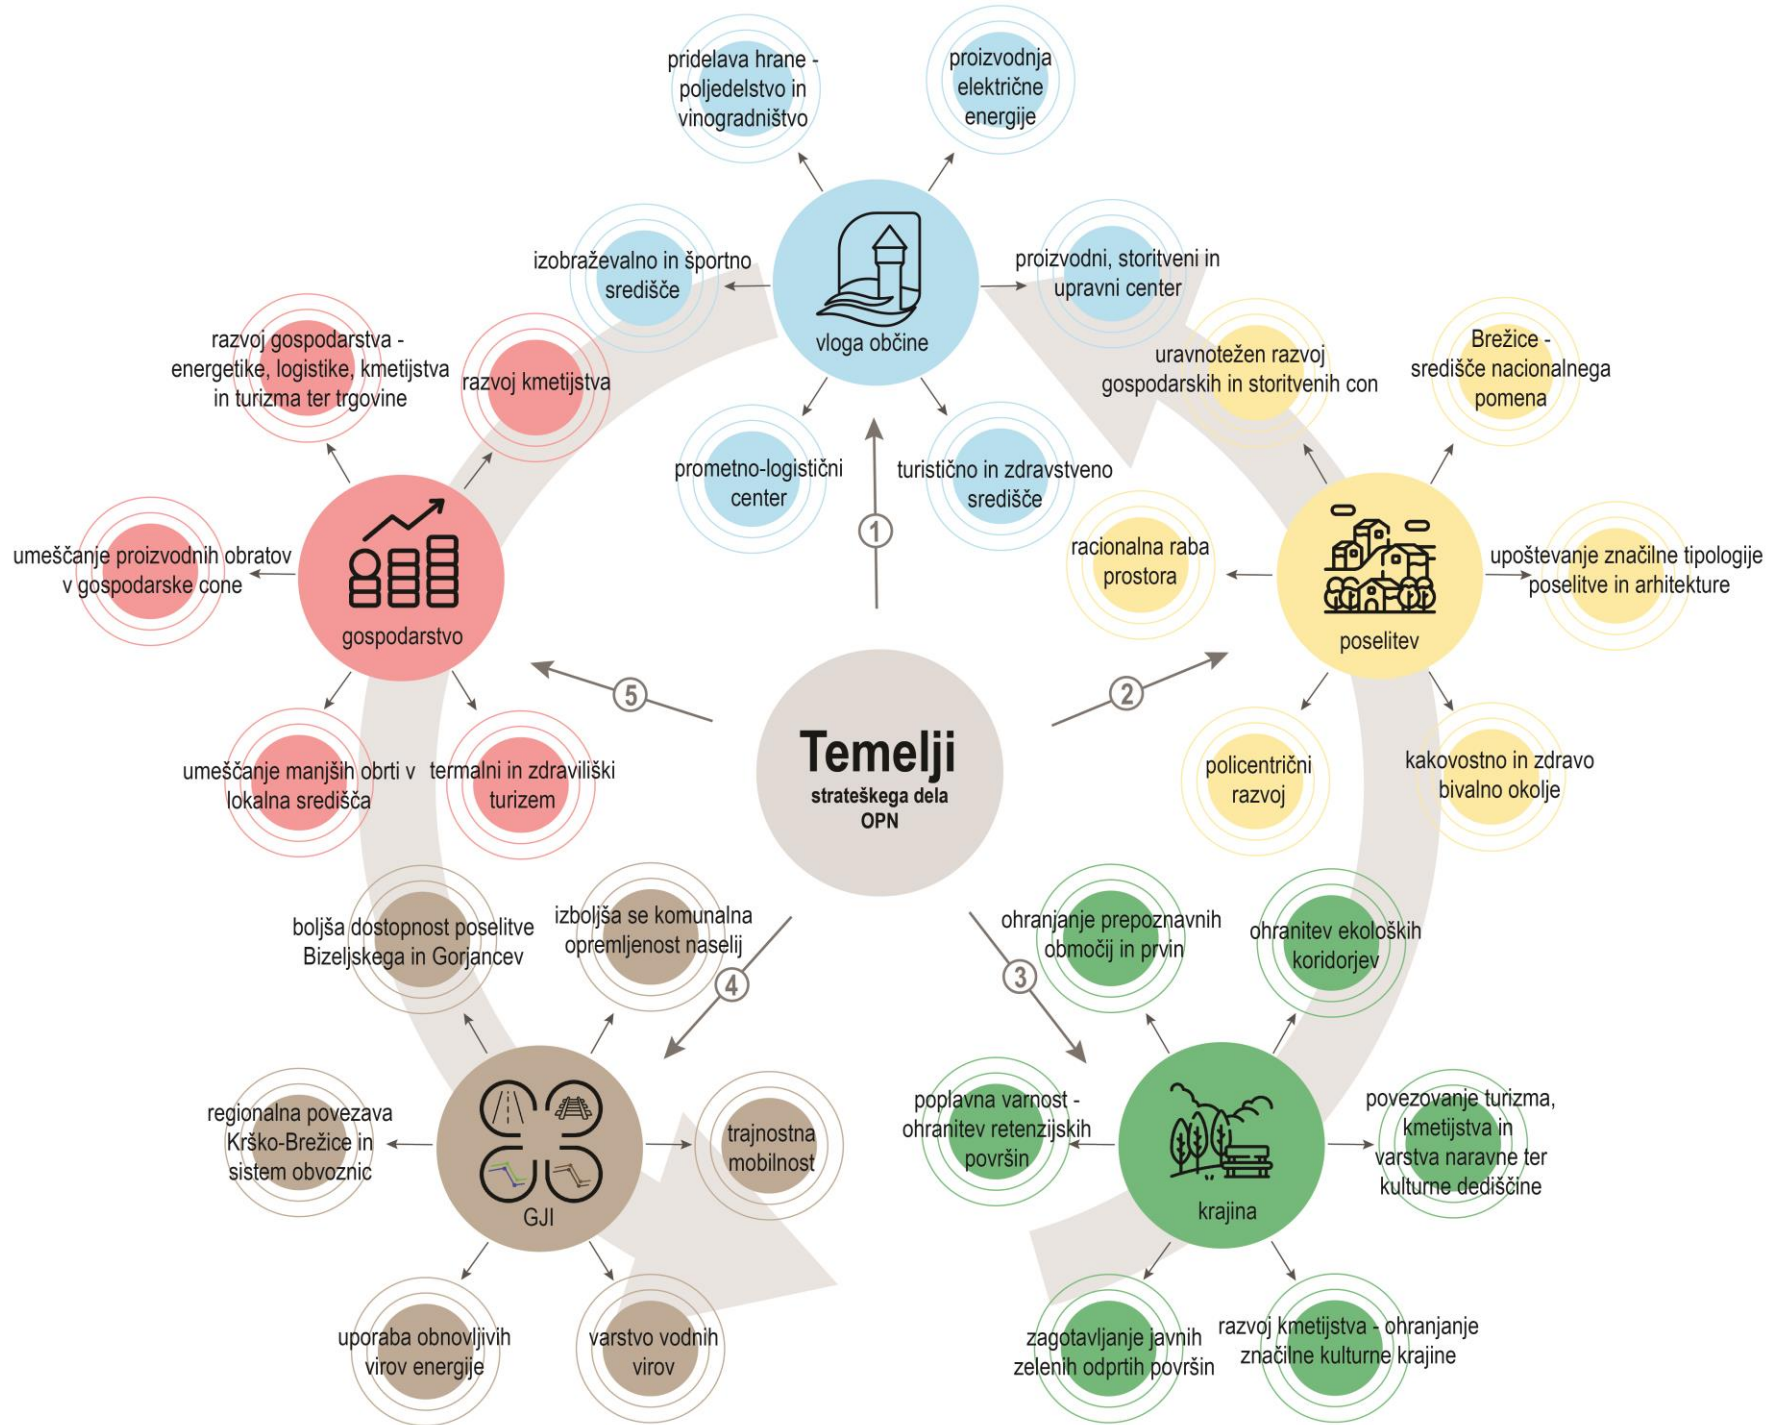 Temelji
strateškega dela
OPN
1
vloga občine
pridelava hrane -
poljedelstvo in
vinogradništvo
proizvodnja
električne
energije
izobraževalno in športno
središče
proizvodni, storitveni in
upravni center
prometno-logistični
center
turistično in zdravstveno
središče
2
poselitev
uravnotežen razvoj
gospodarskih in storitvenih con
Brežice -
središče nacionalnega
pomena
racionalna raba
prostora
upoštevanje značilne tipologije
poselitve in arhitekture
policentrični
razvoj
kakovostno in zdravo
bivalno okolje
3
krajina
ohranjanje prepoznavnih
območij in prvin
ohranitev ekoloških
koridorjev
poplavna varnost -
ohranitev retenzijskih
površin
povezovanje turizma,
kmetijstva in
varstva naravne ter
kulturne dediščine
zagotavljanje javnih
zelenih odprtih površin
razvoj kmetijstva - ohranjanje
značilne kulturne krajine
4
GJI
boljša dostopnost poselitve
Bizeljskega in Gorjancev
izboljša se komunalna
opremljenost naselij
regionalna povezava
Krško-Brežice in
sistem obvoznic
trajnostna
mobilnost
uporaba obnovljivih
virov energije
varstvo vodnih
virov
5
gospodarstvo
razvoj gospodarstva -
energetike, logistike, kmetijstva
in turizma ter trgovine
razvoj kmetijstva
umeščanje proizvodnih obratov
v gospodarske cone
umeščanje manjših obrti v
lokalna središča
termalni in zdraviliški
turizem